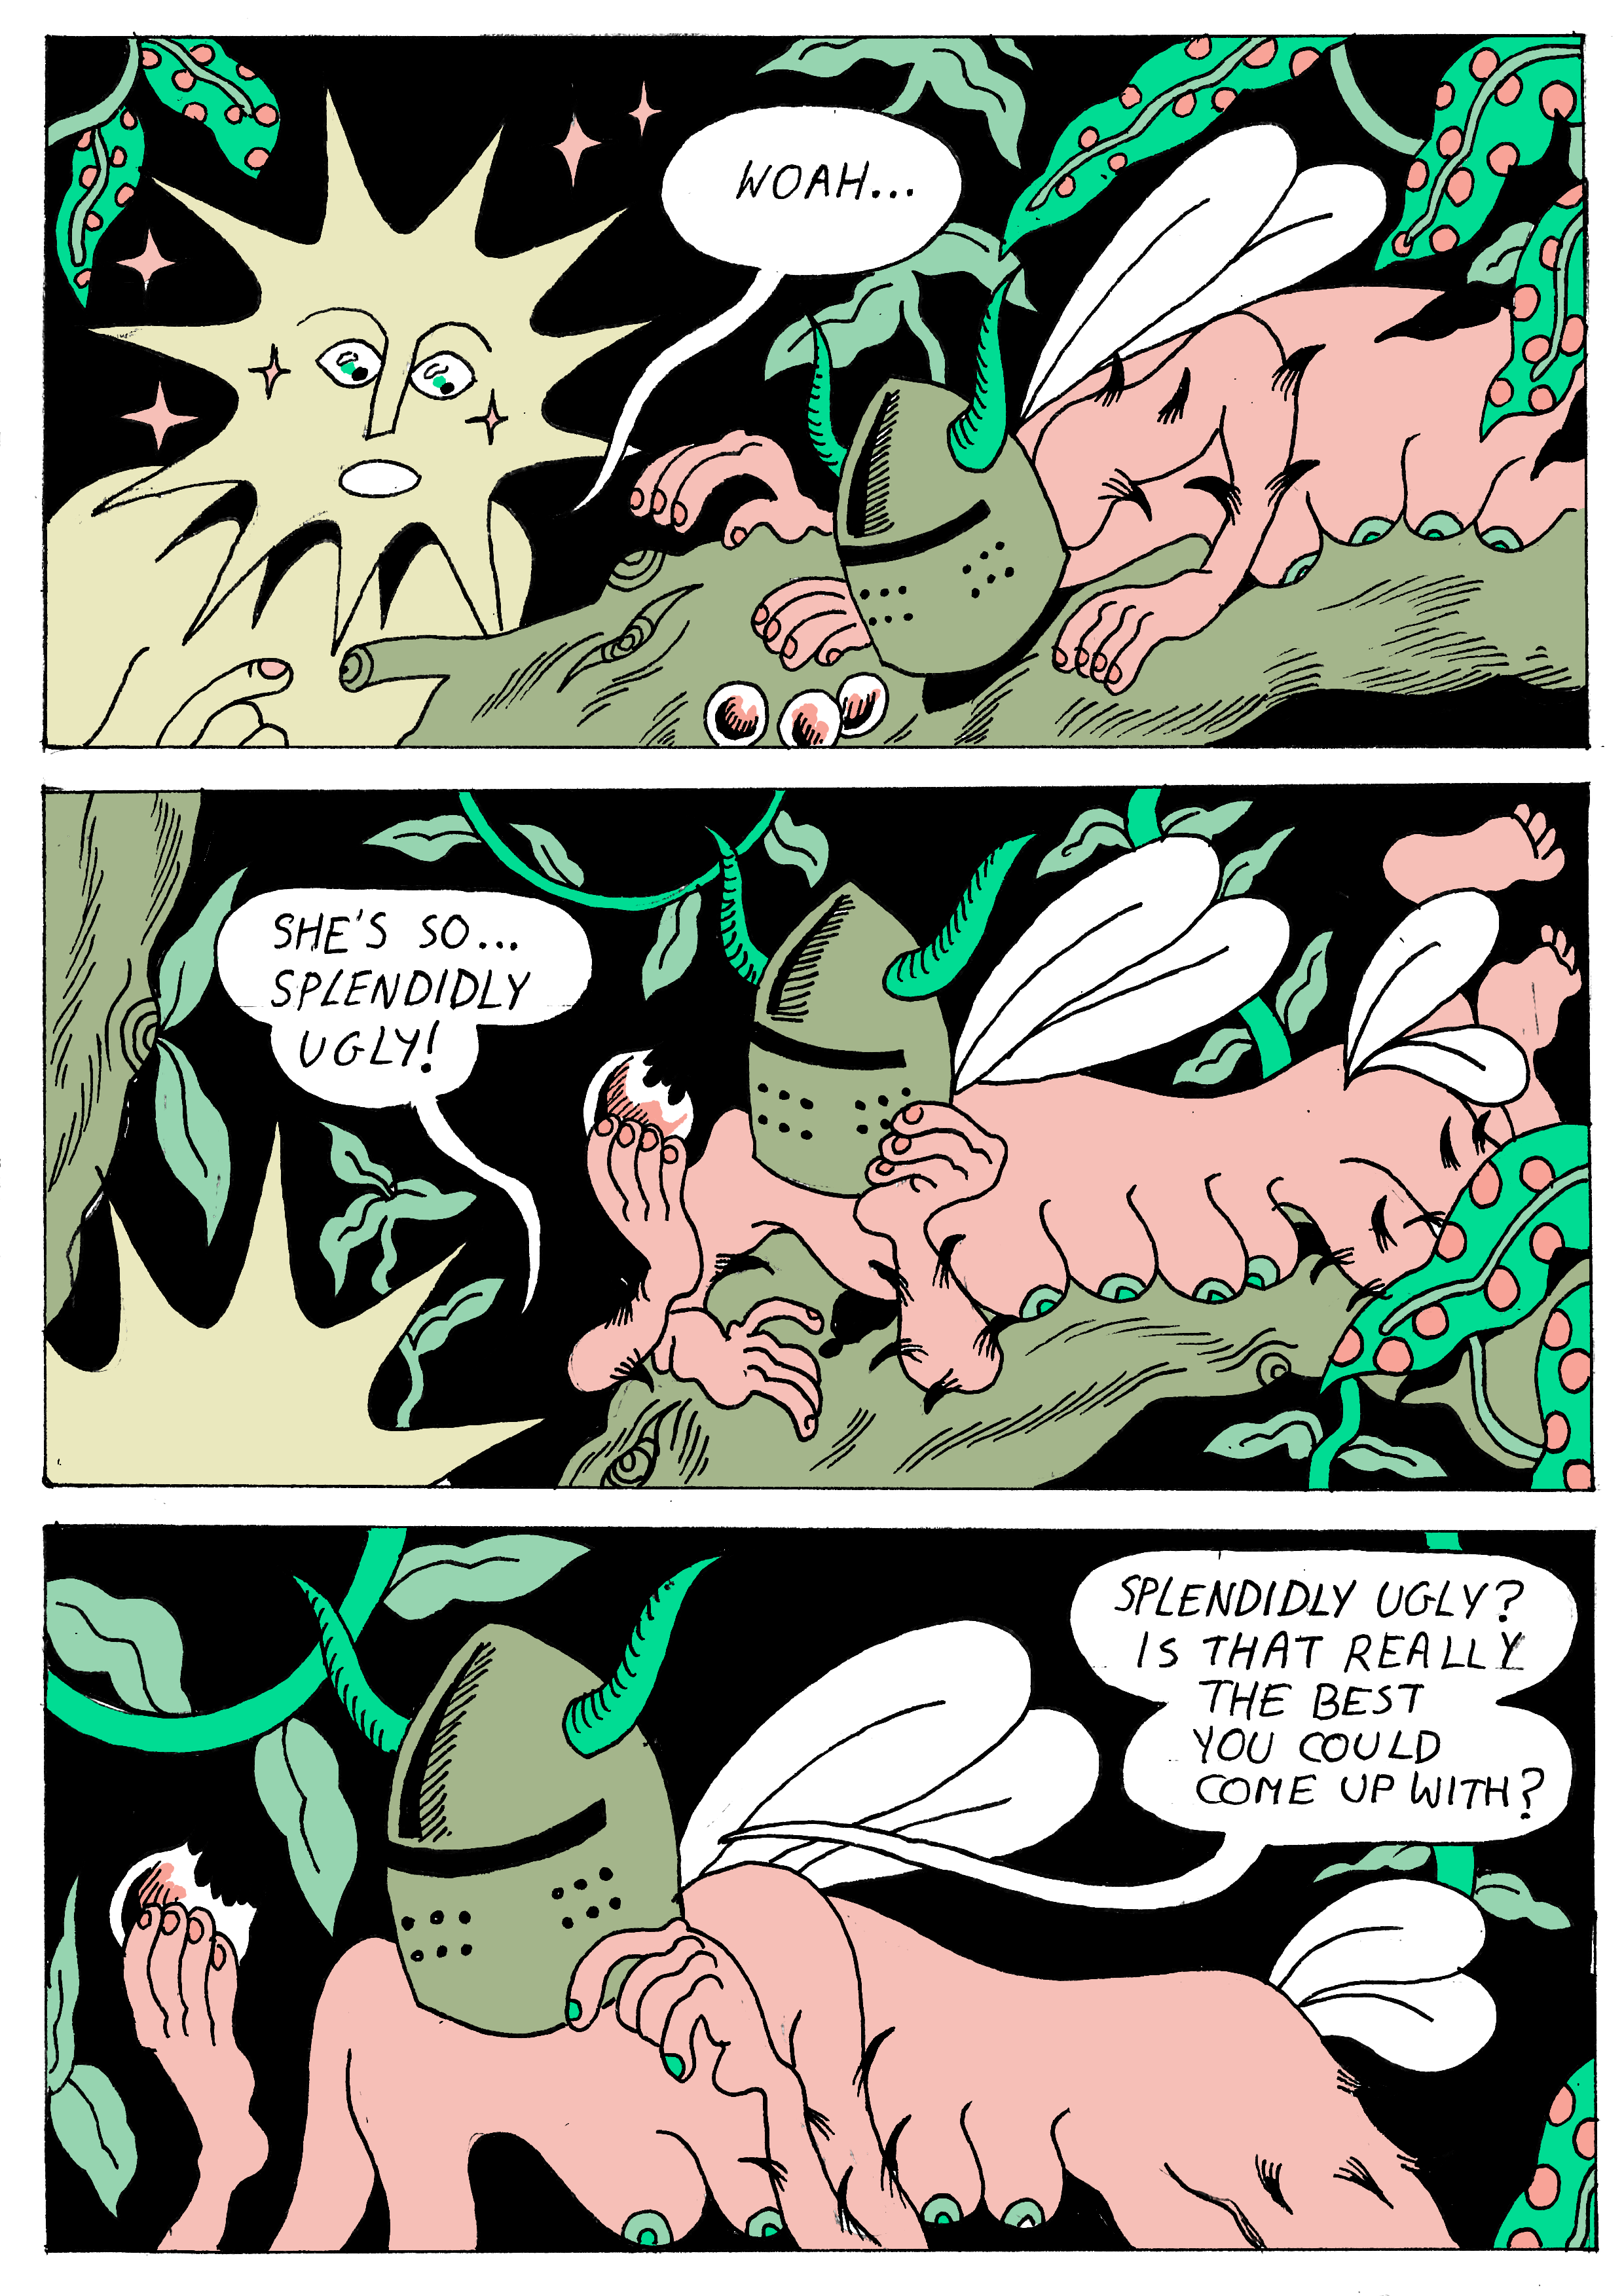 WOAH...
SHE'S SO...
SPLENDIDLY
UGLY!
SPLENDIDLY UGLY?
IS THAT REALLY
THE BEST
YOU COULD
COME UP WITH?